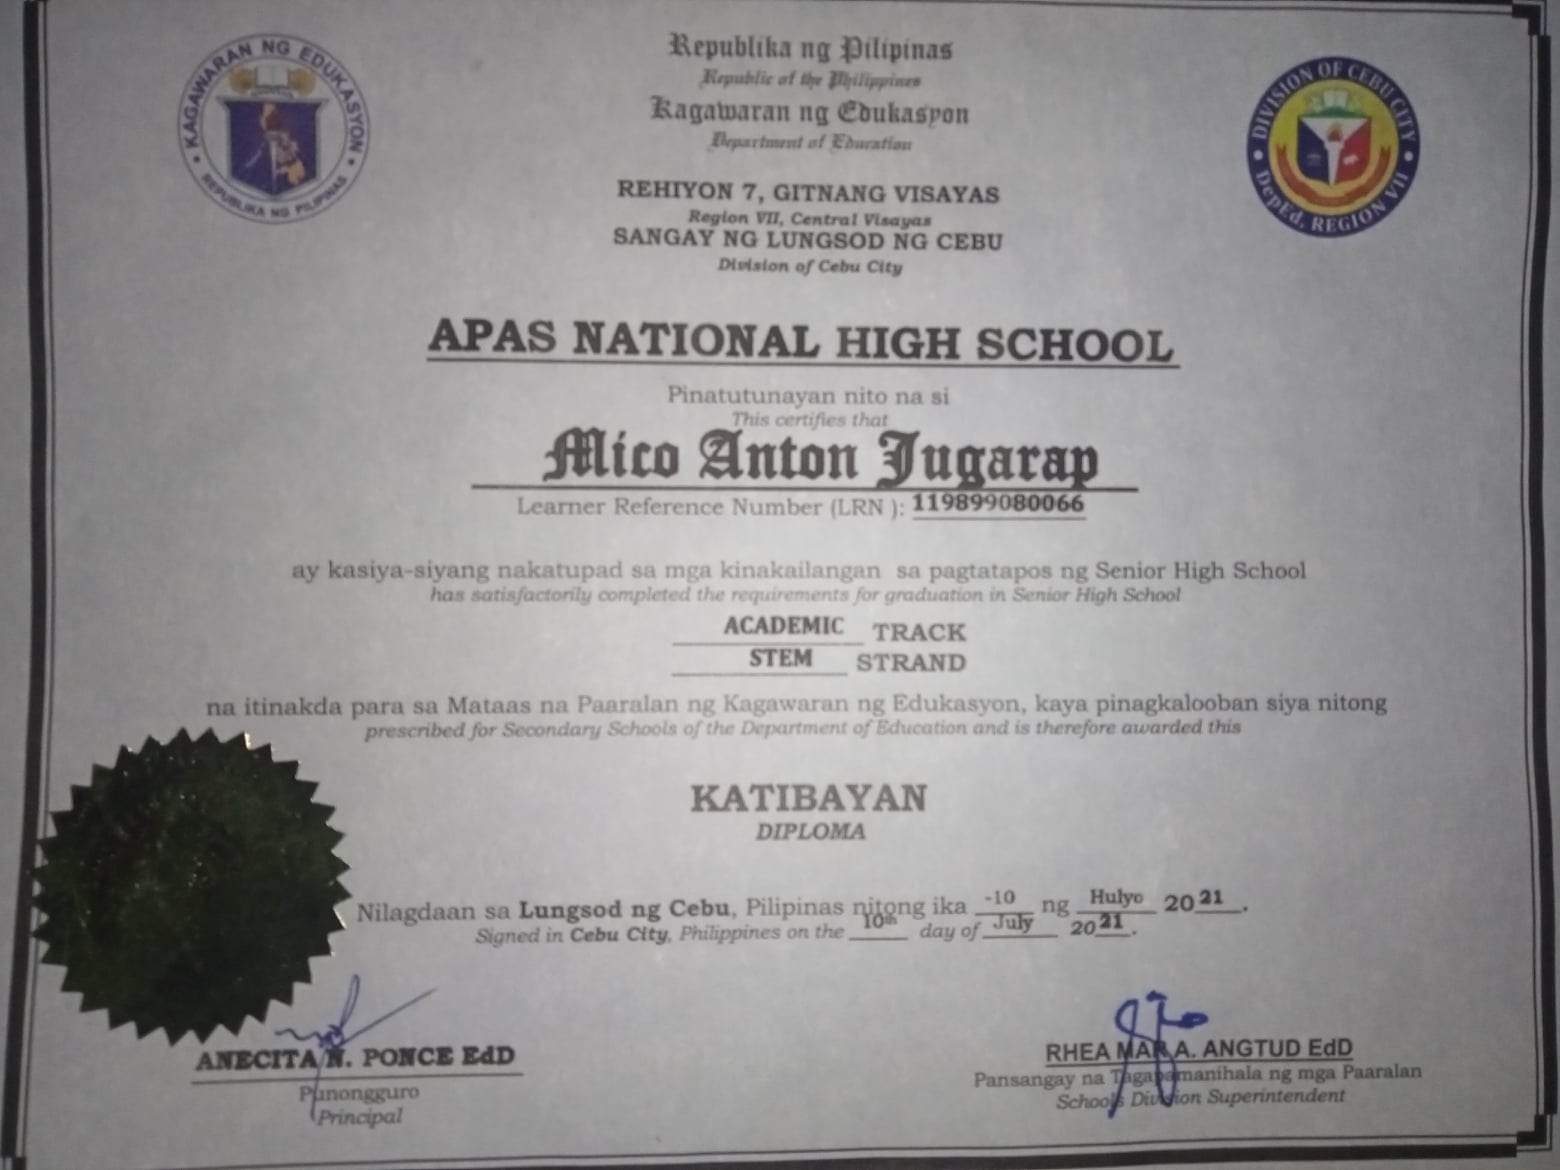 KAGAWARAN NG EDUKASYON
REPUBLIKA NG PILIPINAS
Republika ng Pilipinas
Republic of the Philippines
Kagawaran ng Edukasyon
Department of Education
REHIYON 7, GITNANG VISAYAS
Region VII, Central Visayas
SANGAY NG LUNGSOD NG CEBU
Division of Cebu City
DIVISION OF CEBU CITY
DepEd, REGION VII
APAS NATIONAL HIGH SCHOOL
Pinatutunayan nito na si
This certifies that
Mico Anton Jugarap
Learner Reference Number (LRN ): 119899080066
ay kasiya-siyang nakatupad sa mga kinakailangan sa pagtatapos ng Senior High School
has satisfactorily completed the requirements for graduation in Senior High School
ACADEMIC TRACK
STEM STRAND
na itinakda para sa Mataas na Paaralan ng Kagawaran ng Edukasyon, kaya pinagkalooban siya nitong
prescribed for Secondary Schools of the Department of Education and is therefore awarded this
KATIBAYAN
DIPLOMA
Nilagdaan sa Lungsod ng Cebu, Pilipinas nitong ika -10 ng Hulyo 2021.
Signed in Cebu City, Philippines on the 10th day of July 2021.
ANECITA N. PONCE EdD
Punongguro
Principal
RHEA MAR A. ANGTUD EdD
Pansangay na Tagapamanihala ng mga Paaralan
Schools Division Superintendent